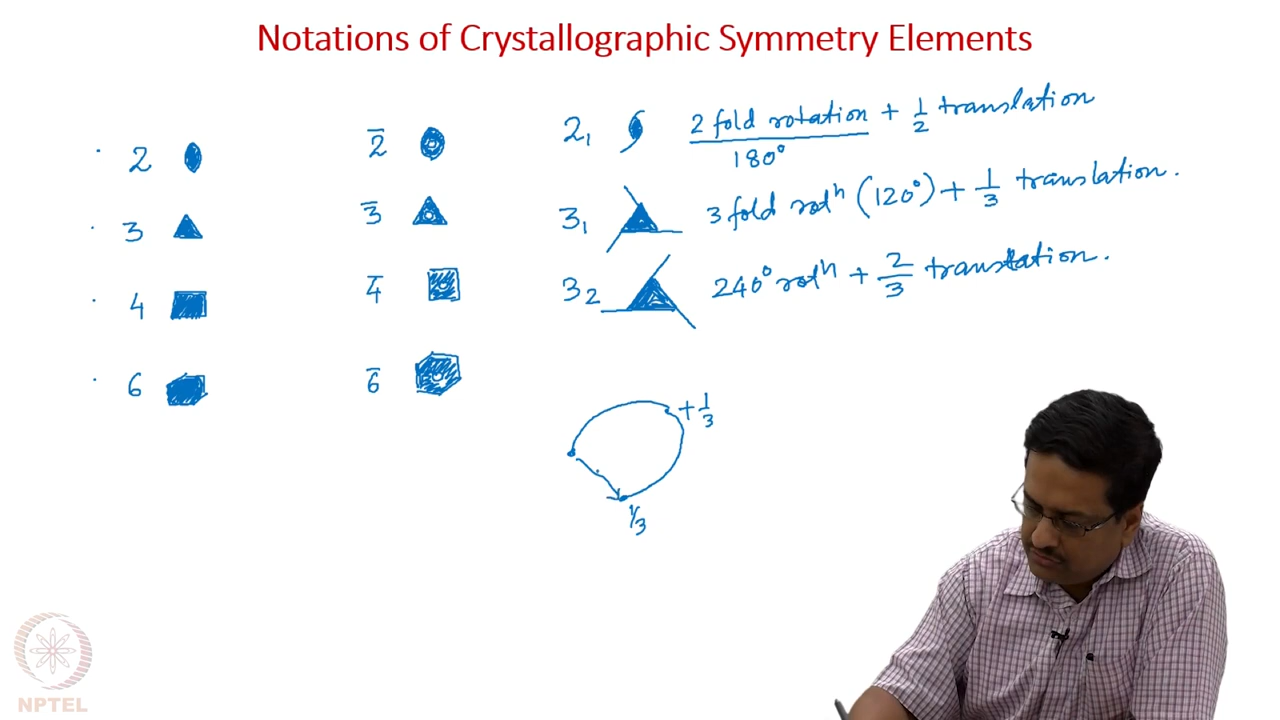 Notations of Crystallographic Symmetry Elements
2
3
4
6
2̅
3̅
4̅
6̅
2₁ 2 fold rotation + 1/2 translation
180°
3₁ 3 fold rotⁿ (120°) + 1/3 translation.
3₂ 240° rotⁿ + 2/3 translation.
+ 1/3
1/3
NPTEL